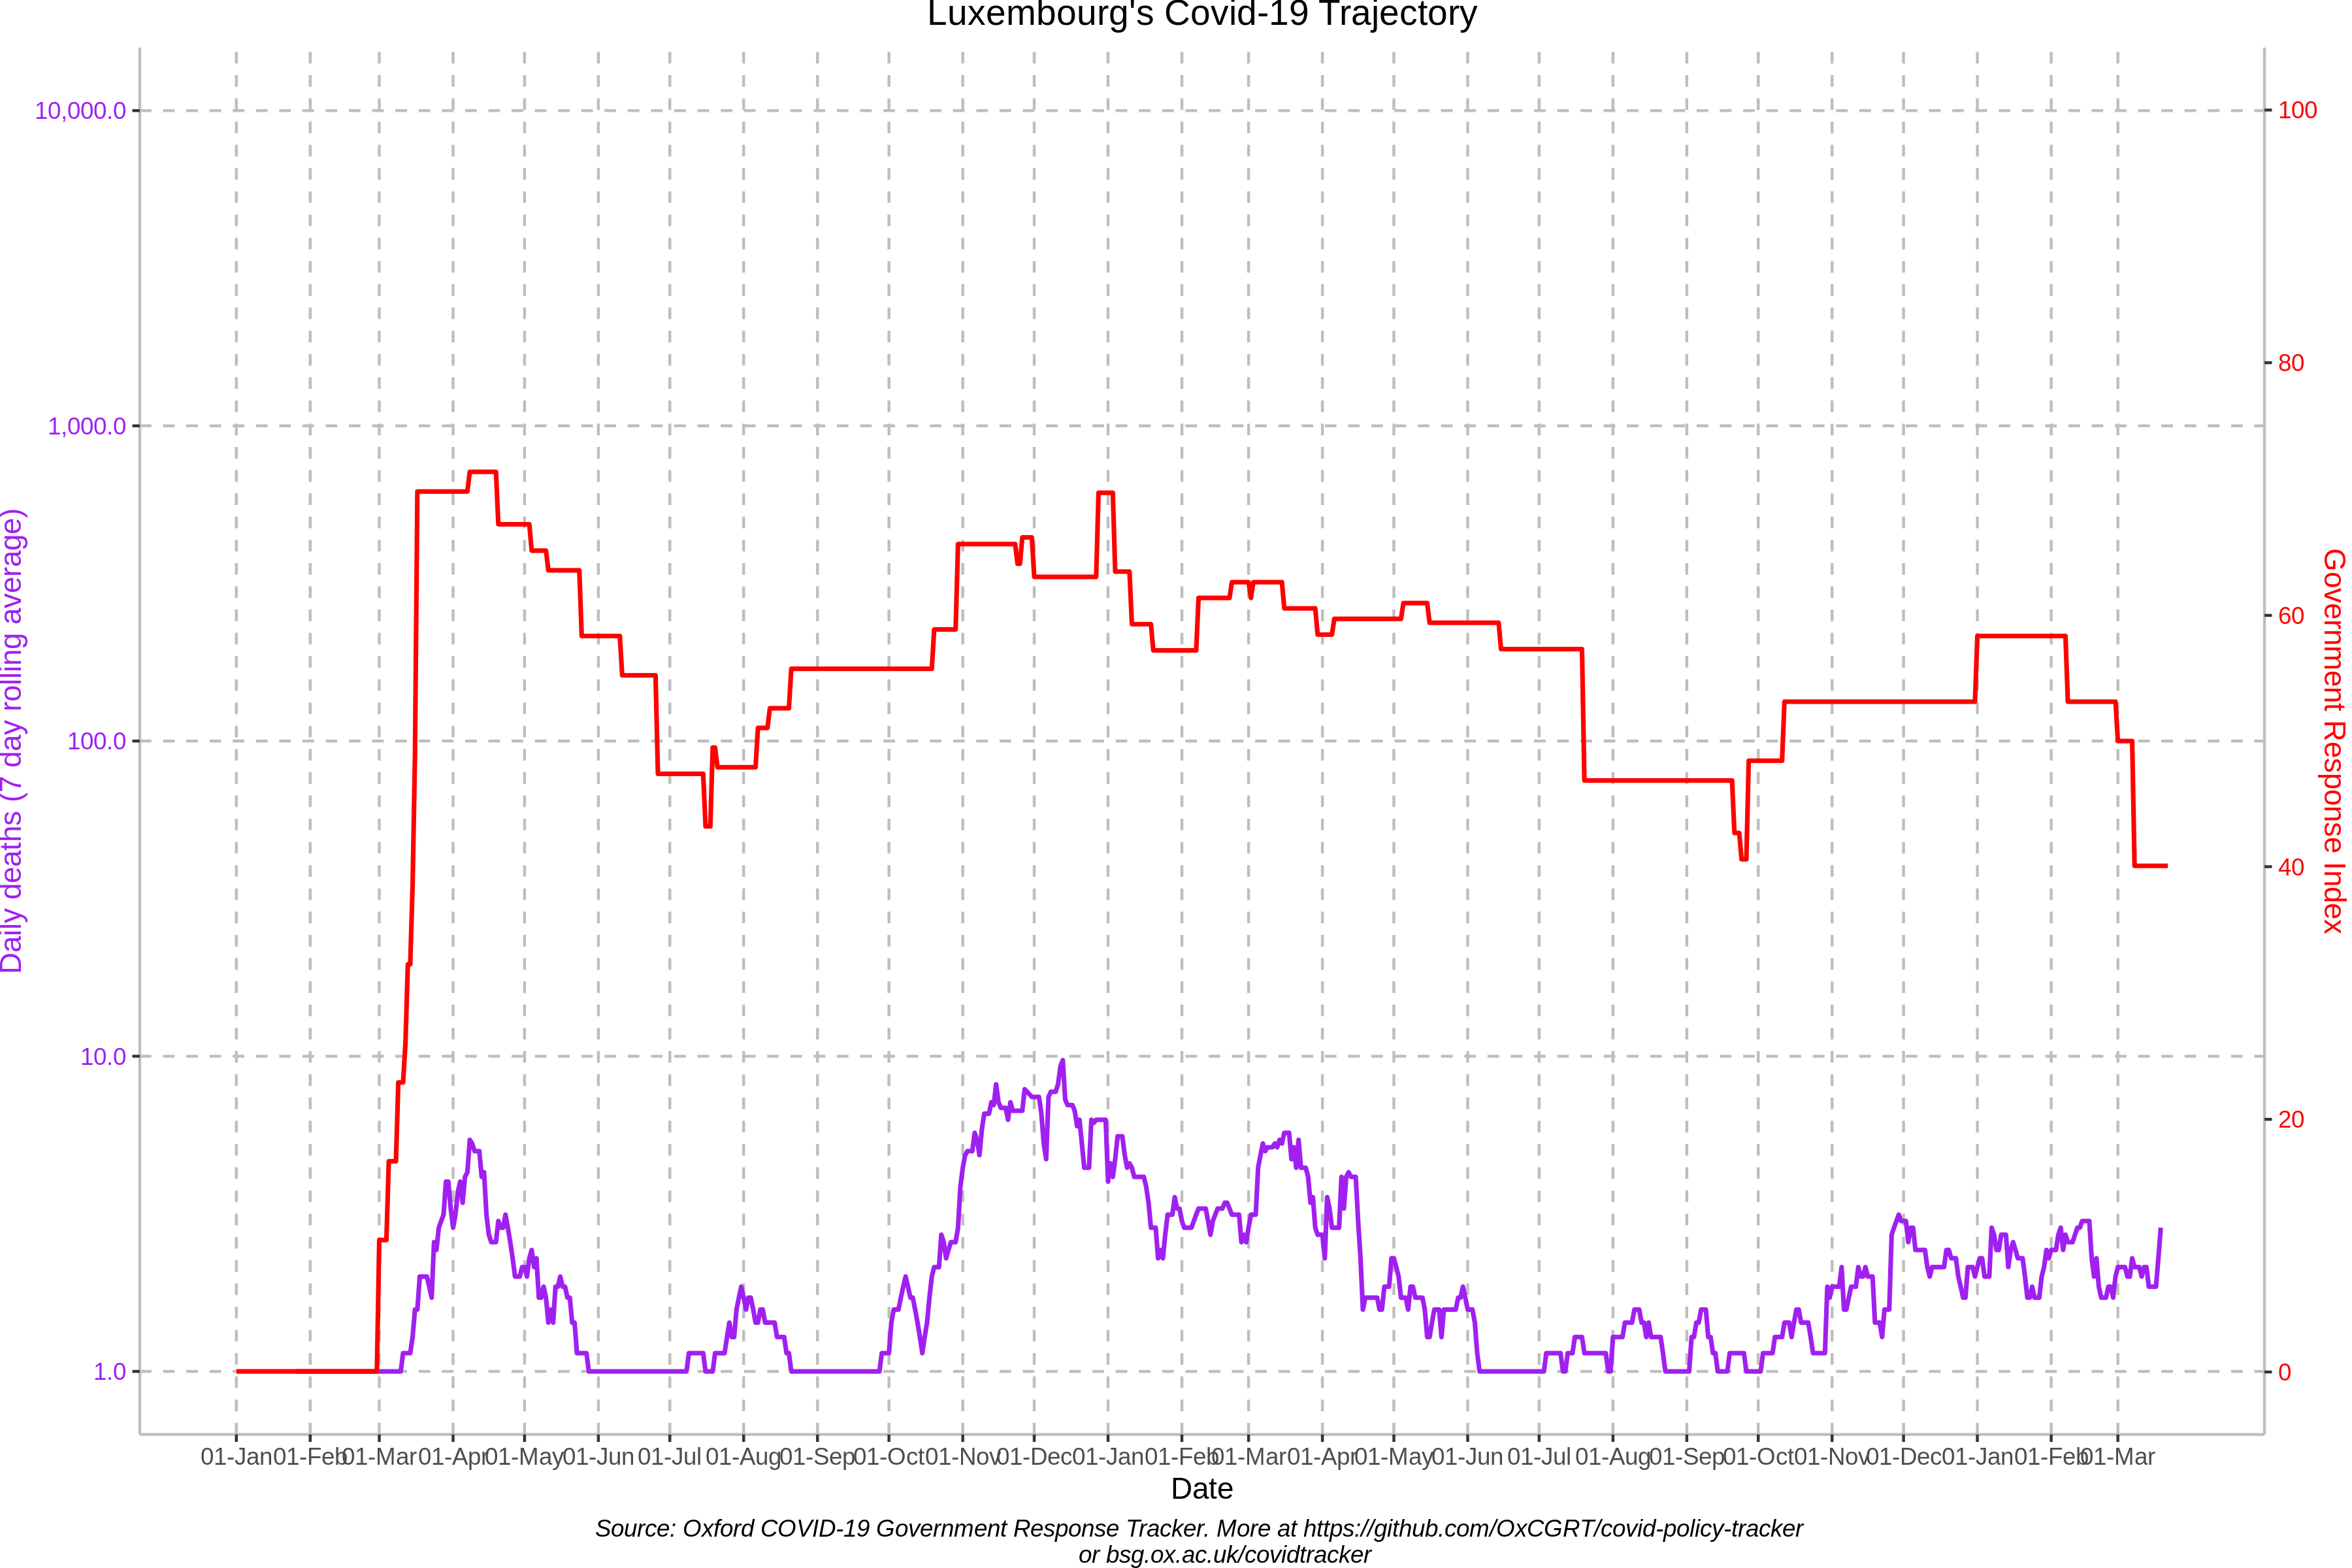 Luxembourg's Covid-19 Trajectory
10,000.0
1,000.0
100.0
10.0
1.0
Daily deaths (7 day rolling average)
100
80
60
40
20
0
Government Response Index
01-Jan 01-Feb 01-Mar 01-Apr 01-May 01-Jun 01-Jul 01-Aug 01-Sep 01-Oct 01-Nov 01-Dec 01-Jan 01-Feb 01-Mar 01-Apr 01-May 01-Jun 01-Jul 01-Aug 01-Sep 01-Oct 01-Nov 01-Dec 01-Jan 01-Feb 01-Mar
Date
Source: Oxford COVID-19 Government Response Tracker. More at https://github.com/OxCGRT/covid-policy-tracker
or bsg.ox.ac.uk/covidtracker